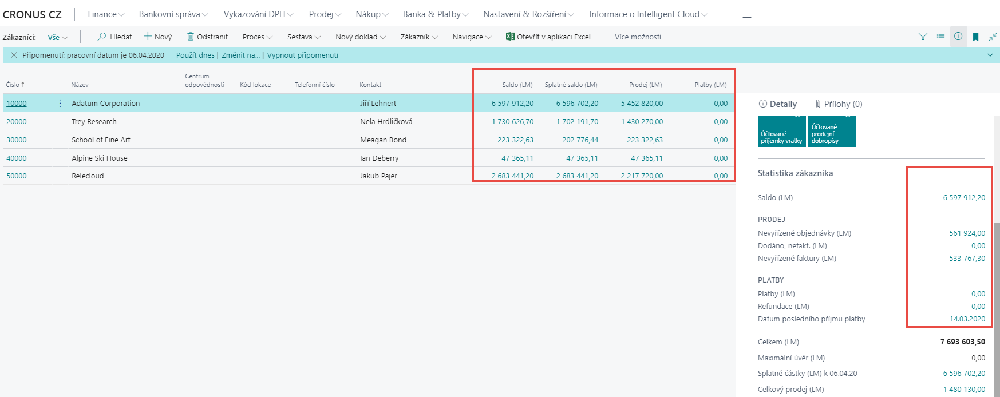 CRONUS CZ Finance Bankovní správa Vykazování DPH Prodej Nákup Banka & Platby Nastavení & Rozšíření Informace o Intelligent Cloud
Zákazníci: Vše Hledat Nový Odstranit Proces Sestava Nový doklad Zákazník Navigace Otevřít v aplikaci Excel Více možností
Připomenutí: pracovní datum je 06.04.2020 Použít dnes | Změnit na... | Vypnout připomenutí
Číslo ↑ Název Centrum odpovědnosti Kód lokace Telefonní číslo Kontakt Saldo (LM) Splatné saldo (LM) Prodej (LM) Platby (LM)
10000 Adatum Corporation Jiří Lehnert 6 597 912,20 6 596 702,20 5 452 820,00 0,00
20000 Trey Research Nela Hrdličková 1 730 626,70 1 702 191,70 1 430 270,00 0,00
30000 School of Fine Art Meagan Bond 223 322,63 202 776,44 223 322,63 0,00
40000 Alpine Ski House Ian Deberry 47 365,11 47 365,11 47 365,11 0,00
50000 Relecloud Jakub Pajer 2 683 441,20 2 683 441,20 2 217 720,00 0,00
Detaily Přílohy (0)
Účtované příjemky vratky
Účtované prodejní dobropisy
Statistika zákazníka
Saldo (LM) 6 597 912,20
PRODEJ
Nevyřízené objednávky (LM) 561 924,00
Dodáno, nefakt. (LM) 0,00
Nevyřízené faktury (LM) 533 767,30
PLATBY
Platby (LM) 0,00
Refundace (LM) 0,00
Datum posledního příjmu platby 14.03.2020
Celkem (LM) 7 693 603,50
Maximální úvěr (LM) 0,00
Splatné částky (LM) k 06.04.20 6 596 702,20
Celkový prodej (LM) 1 480 130,00